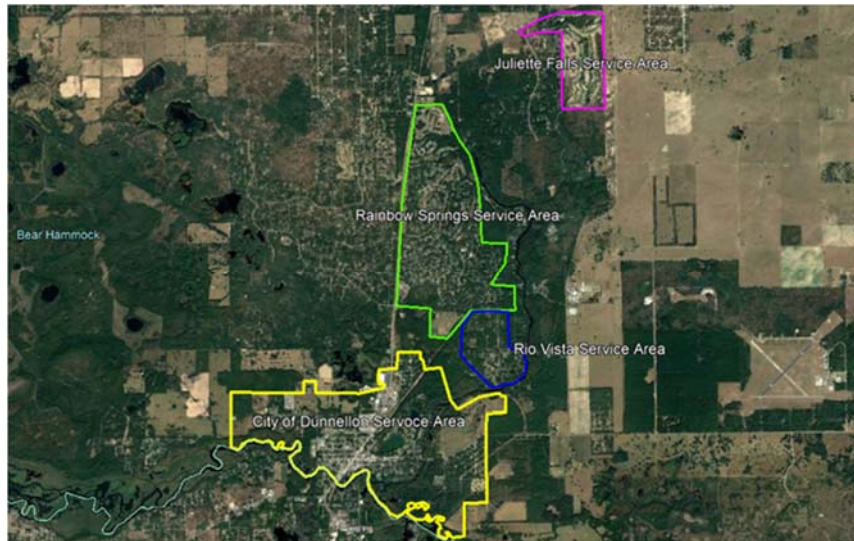 Juliette Falls Service Area
Rainbow Springs Service Area
Bear Hammock
Rio Vista Service Area
City of Dunnellon Servoce Area